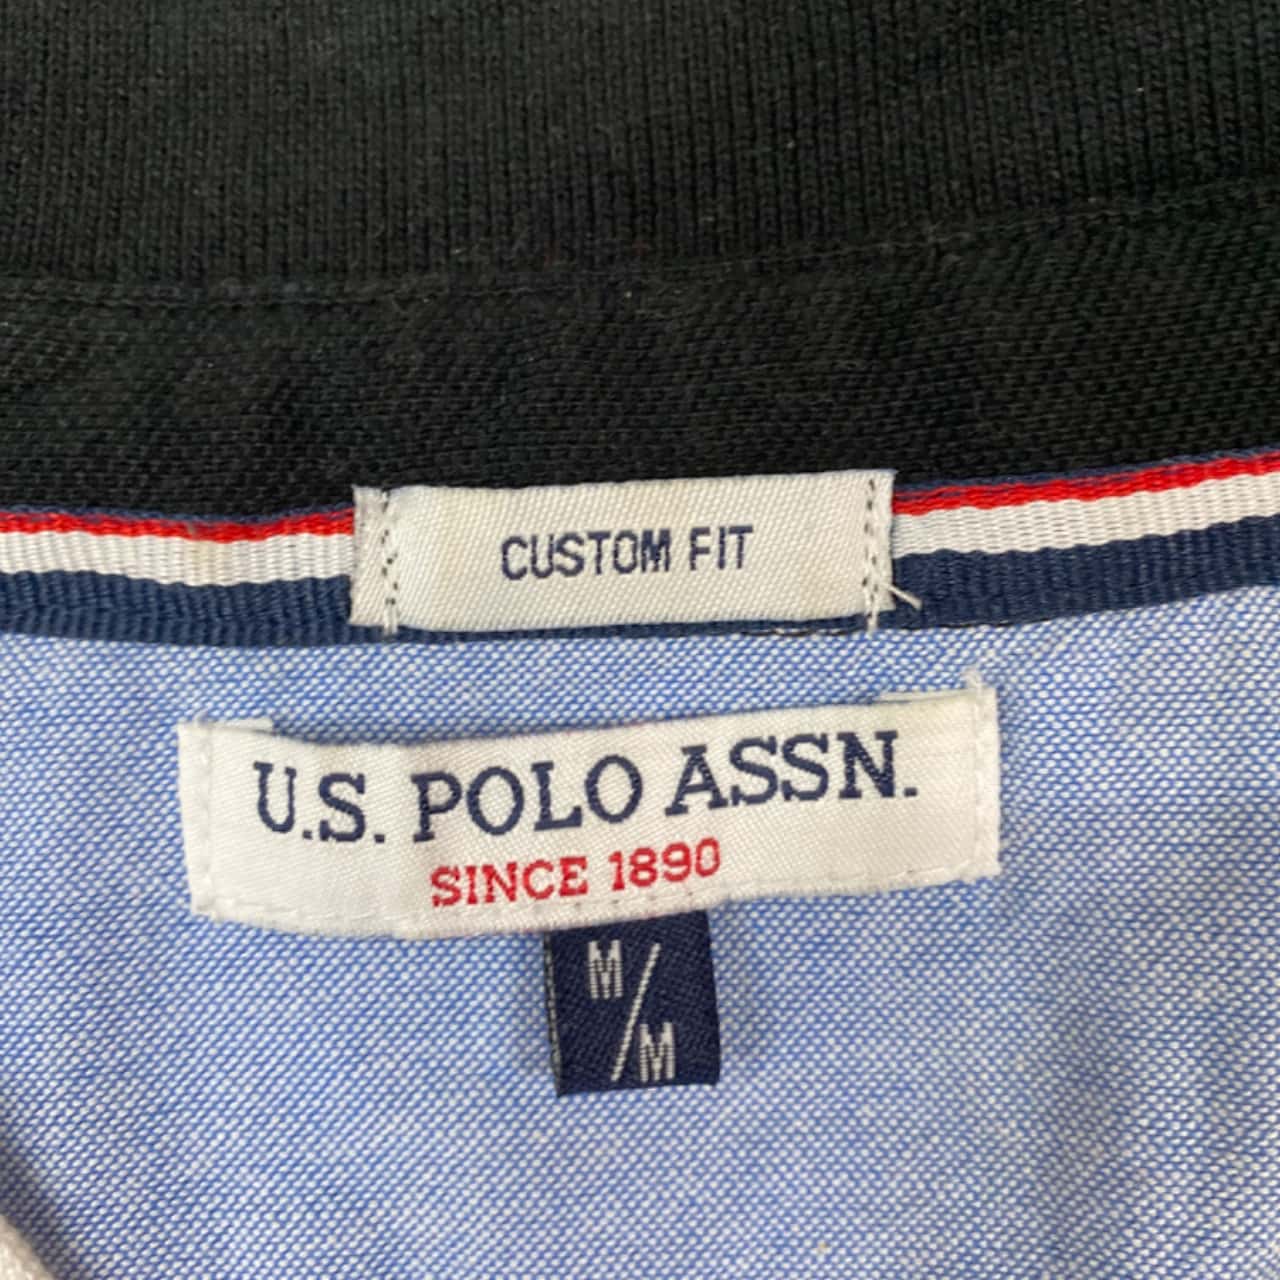 CUSTOM FIT
U.S. POLO ASSN.
SINCE 1890
M/M